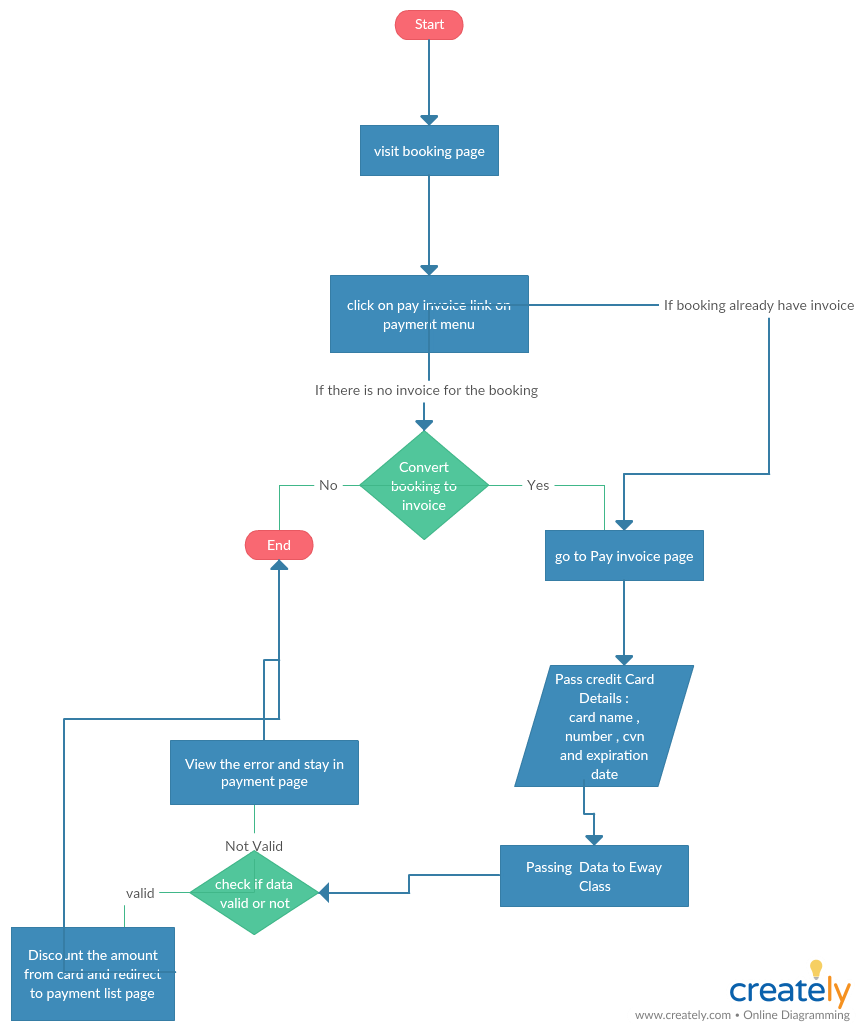 Start
visit booking page
click on pay invoice link on
payment menu
If booking already have invoice
If there is no invoice for the booking
Convert
booking to
invoice
No
Yes
End
go to Pay invoice page
Pass credit Card
Details :
card name ,
number , cvn
and expiration
date
View the error and stay in
payment page
Not Valid
Passing Data to Eway
Class
check if data
valid or not
valid
Discount the amount
from card and redirect
to payment list page
creately
www.creately.com • Online Diagramming